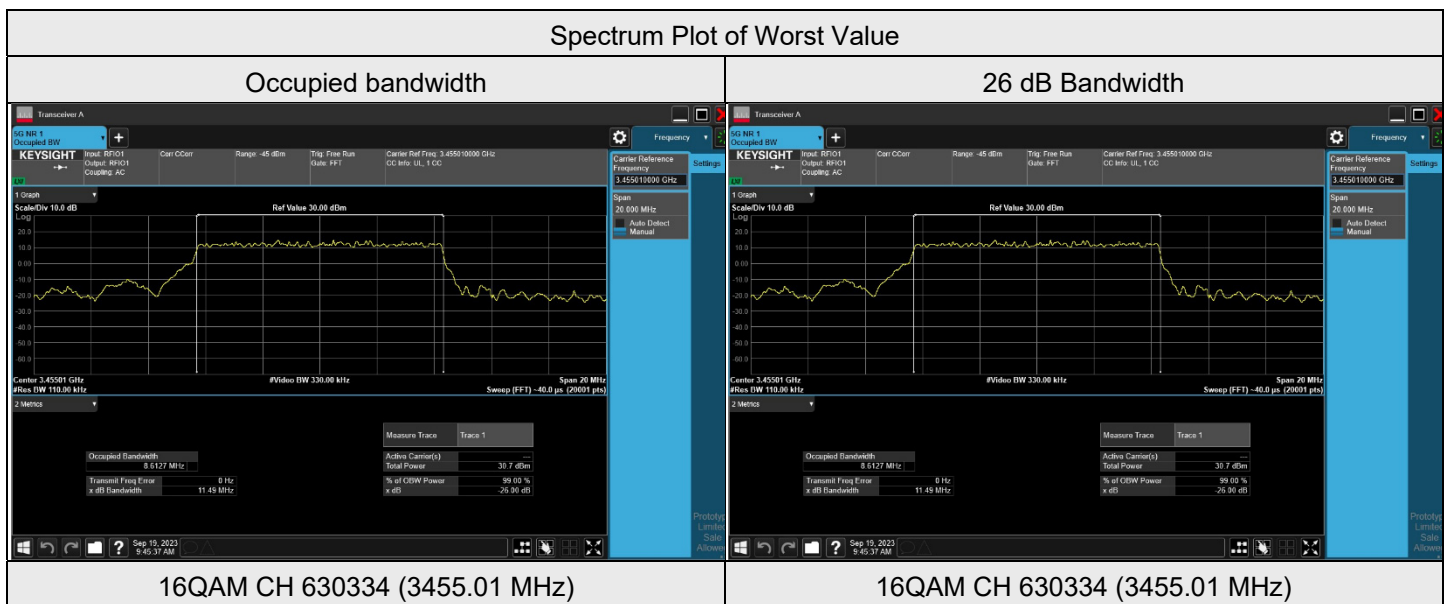 Spectrum Plot of Worst Value
Occupied bandwidth
26 dB Bandwidth
Transceiver A
5G NR 1
Occupied BW
+
Frequency
KEYSIGHT
Input: RFIO1
Output: RFIO1
Coupling: AC
Corr CCorr
Range: -45 dBm
Trig: Free Run
Gate: FFT
Carrier Ref Freq: 3.455010000 GHz
CC Info: UL, 1 CC
Carrier Reference
Frequency
3.455010000 GHz
Settings
Span
20.000 MHz
Auto Detect
Manual
1 Graph
Scale/Div 10.0 dB
Ref Value 30.00 dBm
Log
20.0
10.0
0.00
-10.0
-20.0
-30.0
-40.0
-50.0
-60.0
Center 3.45501 GHz
#Video BW 330.00 kHz
Span 20 MHz
#Res BW 110.00 kHz
Sweep (FFT) ~40.0 µs (20001 pts)
2 Metrics
Measure Trace Trace 1
Occupied Bandwidth
8.6127 MHz
Active Carrier(s) ---
Total Power 30.7 dBm
Transmit Freq Error 0 Hz
x dB Bandwidth 11.49 MHz
% of OBW Power 99.00 %
x dB -26.00 dB
?
Sep 19, 2023
9:45:37 AM
Transceiver A
5G NR 1
Occupied BW
+
Frequency
KEYSIGHT
Input: RFIO1
Output: RFIO1
Coupling: AC
Corr CCorr
Range: -45 dBm
Trig: Free Run
Gate: FFT
Carrier Ref Freq: 3.455010000 GHz
CC Info: UL, 1 CC
Carrier Reference
Frequency
3.455010000 GHz
Settings
Span
20.000 MHz
Auto Detect
Manual
1 Graph
Scale/Div 10.0 dB
Ref Value 30.00 dBm
Log
20.0
10.0
0.00
-10.0
-20.0
-30.0
-40.0
-50.0
-60.0
Center 3.45501 GHz
#Video BW 330.00 kHz
Span 20 MHz
#Res BW 110.00 kHz
Sweep (FFT) ~40.0 µs (20001 pts)
2 Metrics
Measure Trace Trace 1
Occupied Bandwidth
8.6127 MHz
Active Carrier(s) ---
Total Power 30.7 dBm
Transmit Freq Error 0 Hz
x dB Bandwidth 11.49 MHz
% of OBW Power 99.00 %
x dB -26.00 dB
Sale
?
Sep 19, 2023
9:45:37 AM
16QAM CH 630334 (3455.01 MHz)
16QAM CH 630334 (3455.01 MHz)